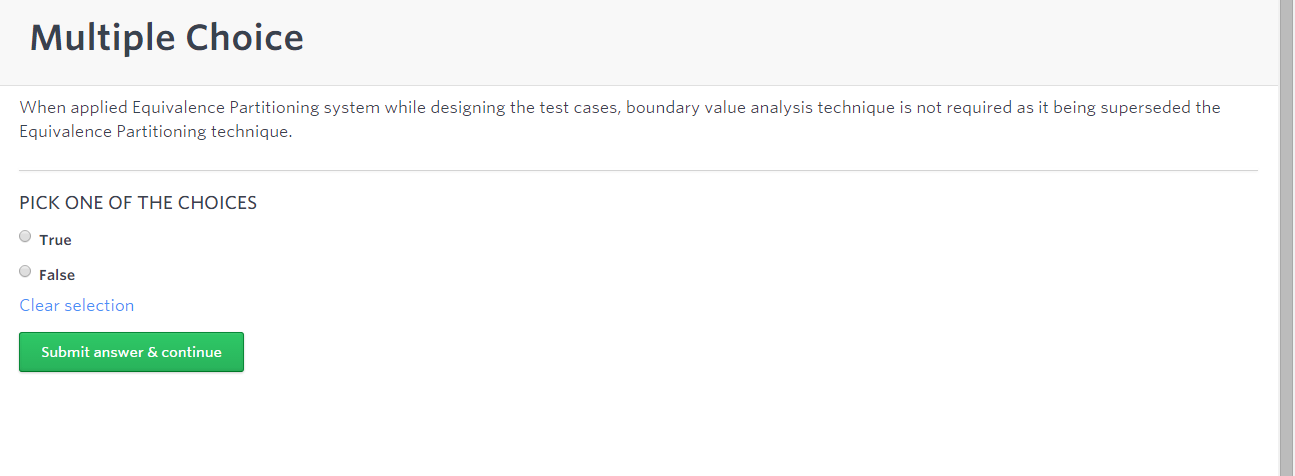 Multiple Choice
When applied Equivalence Partitioning system while designing the test cases, boundary value analysis technique is not required as it being superseded the
Equivalence Partitioning technique.
PICK ONE OF THE CHOICES
True
False
Clear selection
Submit answer & continue